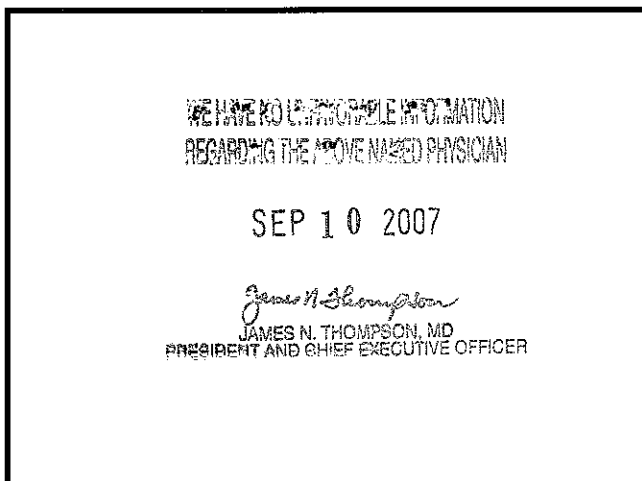 WE HAVE NO UNFAVORABLE INFORMATION
REGARDING THE ABOVE NAMED PHYSICIAN
SEP 10 2007
James N Thompson
JAMES N. THOMPSON, MD
PRESIDENT AND CHIEF EXECUTIVE OFFICER